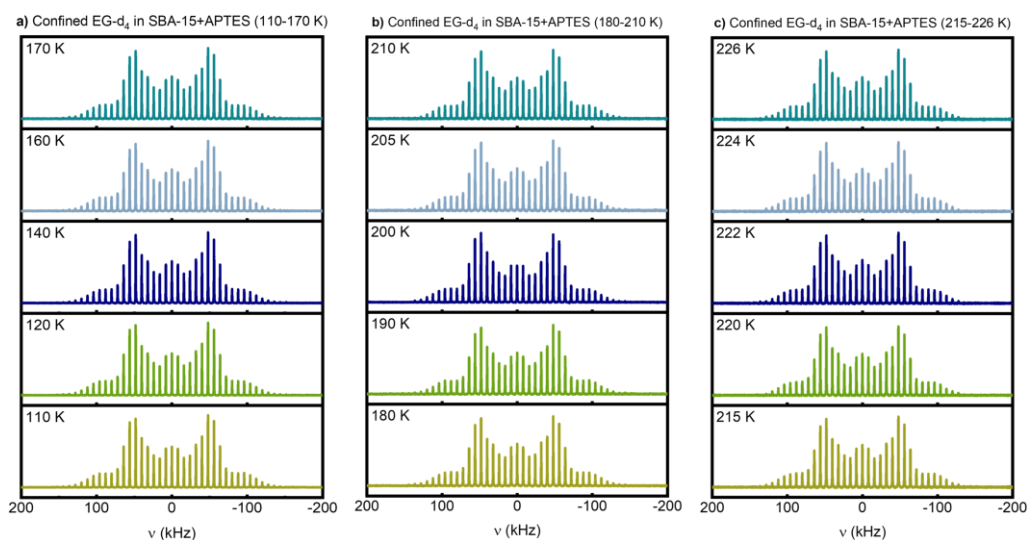 a) Confined EG-d4 in SBA-15+APTES (110-170 K)
170 K
160 K
140 K
120 K
110 K
200 100 0 -100 -200
ν (kHz)
b) Confined EG-d4 in SBA-15+APTES (180-210 K)
210 K
205 K
200 K
190 K
180 K
200 100 0 -100 -200
ν (kHz)
c) Confined EG-d4 in SBA-15+APTES (215-226 K)
226 K
224 K
222 K
220 K
215 K
200 100 0 -100 -200
ν (kHz)